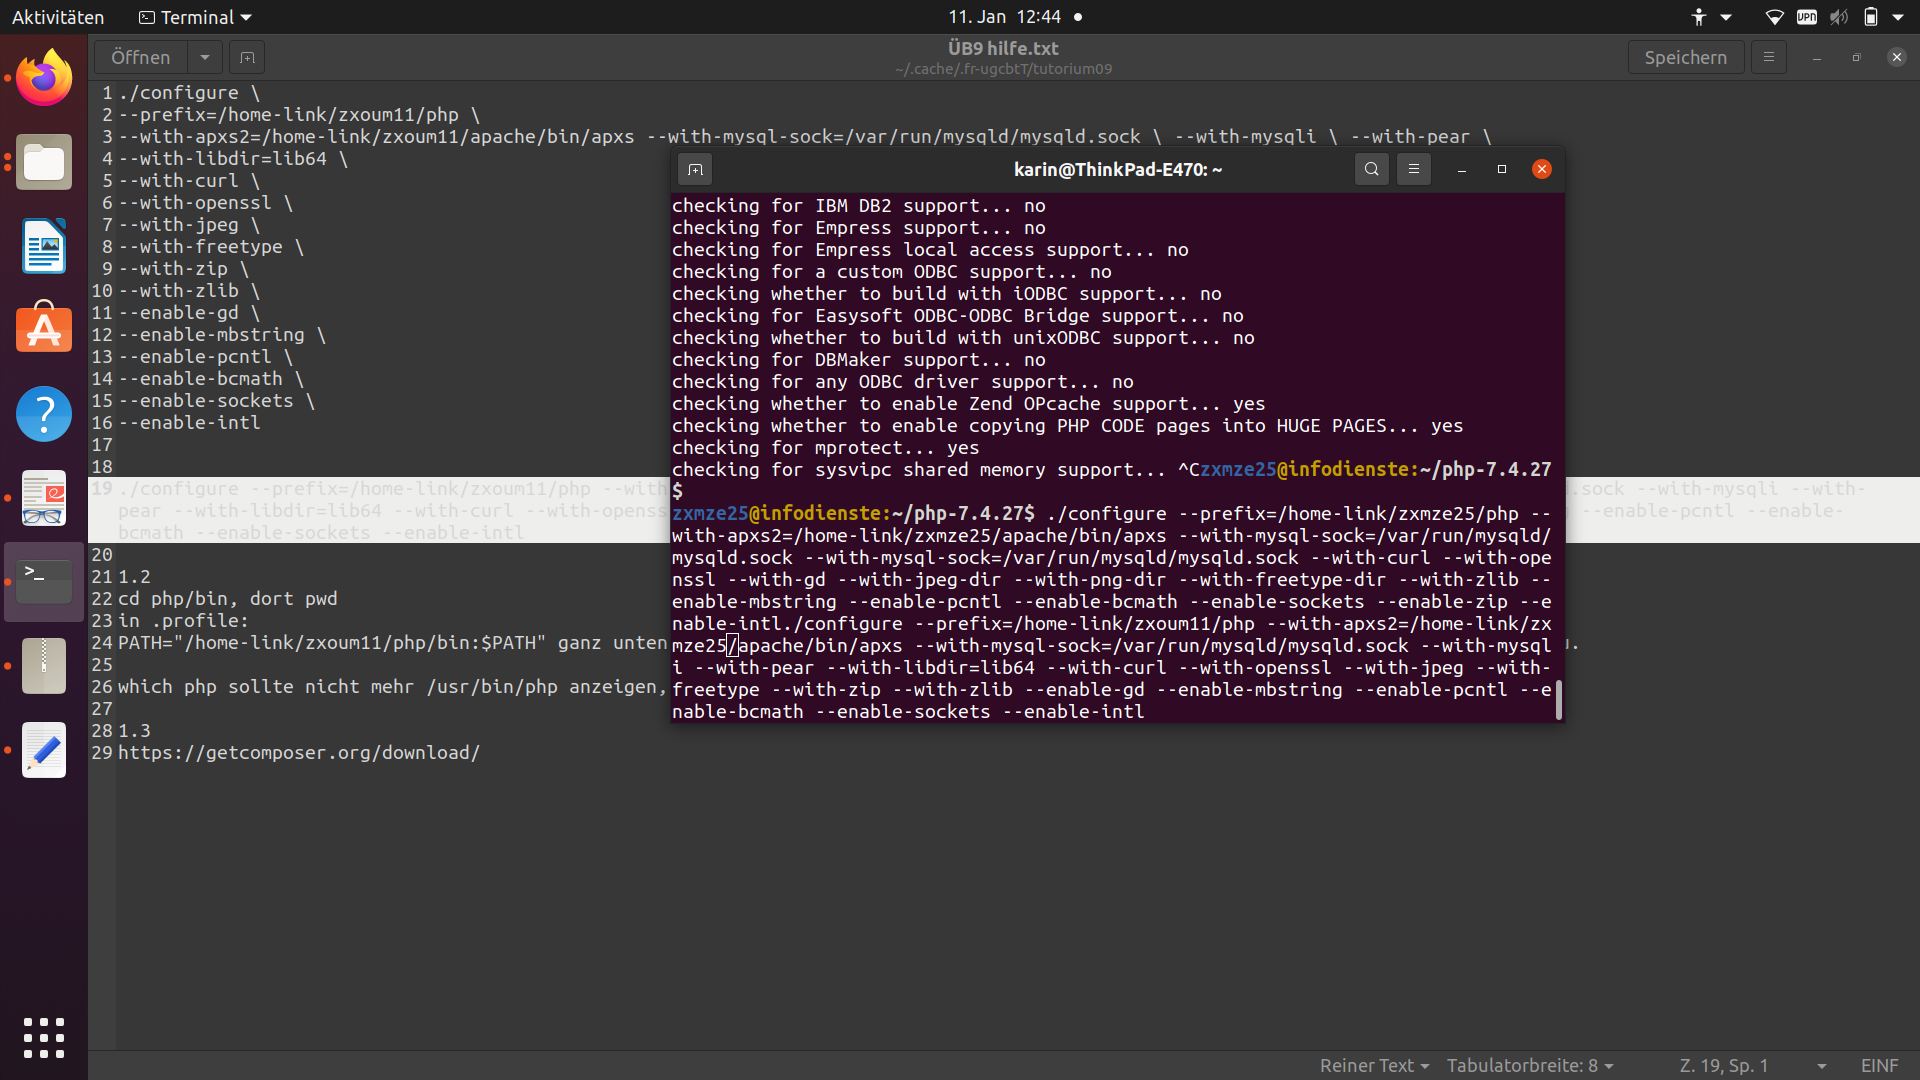 Aktivitäten
Terminal
11. Jan 12:44
VPN
Öffnen
ÜB9 hilfe.txt
~/.cache/.fr-ugcbtT/tutorium09
Speichern
1 ./configure \
2 --prefix=/home-link/zxoum11/php \
3 --with-apxs2=/home-link/zxoum11/apache/bin/apxs --with-mysql-sock=/var/run/mysqld/mysqld.sock \ --with-mysqli \ --with-pear \
4 --with-libdir=lib64 \
5 --with-curl \
6 --with-openssl \
7 --with-jpeg \
8 --with-freetype \
9 --with-zip \
10 --with-zlib \
11 --enable-gd \
12 --enable-mbstring \
13 --enable-pcntl \
14 --enable-bcmath \
15 --enable-sockets \
16 --enable-intl
17
18
19 ./configure --prefix=/home-link/zxoum11/php --with d.sock --with-mysqli --with-
pear --with-libdir=lib64 --with-curl --with-openss --enable-pcntl --enable-
bcmath --enable-sockets --enable-intl
20
21 1.2
22 cd php/bin, dort pwd
23 in .profile:
24 PATH="/home-link/zxoum11/php/bin:$PATH" ganz unten
25
26 which php sollte nicht mehr /usr/bin/php anzeigen,
27
28 1.3
29 https://getcomposer.org/download/
karin@ThinkPad-E470: ~
checking for IBM DB2 support... no
checking for Empress support... no
checking for Empress local access support... no
checking for a custom ODBC support... no
checking whether to build with iODBC support... no
checking for Easysoft ODBC-ODBC Bridge support... no
checking whether to build with unixODBC support... no
checking for DBMaker support... no
checking for any ODBC driver support... no
checking whether to enable Zend OPcache support... yes
checking whether to enable copying PHP CODE pages into HUGE PAGES... yes
checking for mprotect... yes
checking for sysvipc shared memory support... ^Czxmze25@infodienste:~/php-7.4.27
$
zxmze25@infodienste:~/php-7.4.27$ ./configure --prefix=/home-link/zxmze25/php --
with-apxs2=/home-link/zxmze25/apache/bin/apxs --with-mysql-sock=/var/run/mysqld/
mysqld.sock --with-mysql-sock=/var/run/mysqld/mysqld.sock --with-curl --with-ope
nssl --with-gd --with-jpeg-dir --with-png-dir --with-freetype-dir --with-zlib --
enable-mbstring --enable-pcntl --enable-bcmath --enable-sockets --enable-zip --e
nable-intl./configure --prefix=/home-link/zxoum11/php --with-apxs2=/home-link/zx
mze25/apache/bin/apxs --with-mysql-sock=/var/run/mysqld/mysqld.sock --with-mysql
i --with-pear --with-libdir=lib64 --with-curl --with-openssl --with-jpeg --with-
freetype --with-zip --with-zlib --enable-gd --enable-mbstring --enable-pcntl --e
nable-bcmath --enable-sockets --enable-intl
Reiner Text
Tabulatorbreite: 8
Z. 19, Sp. 1
EINF